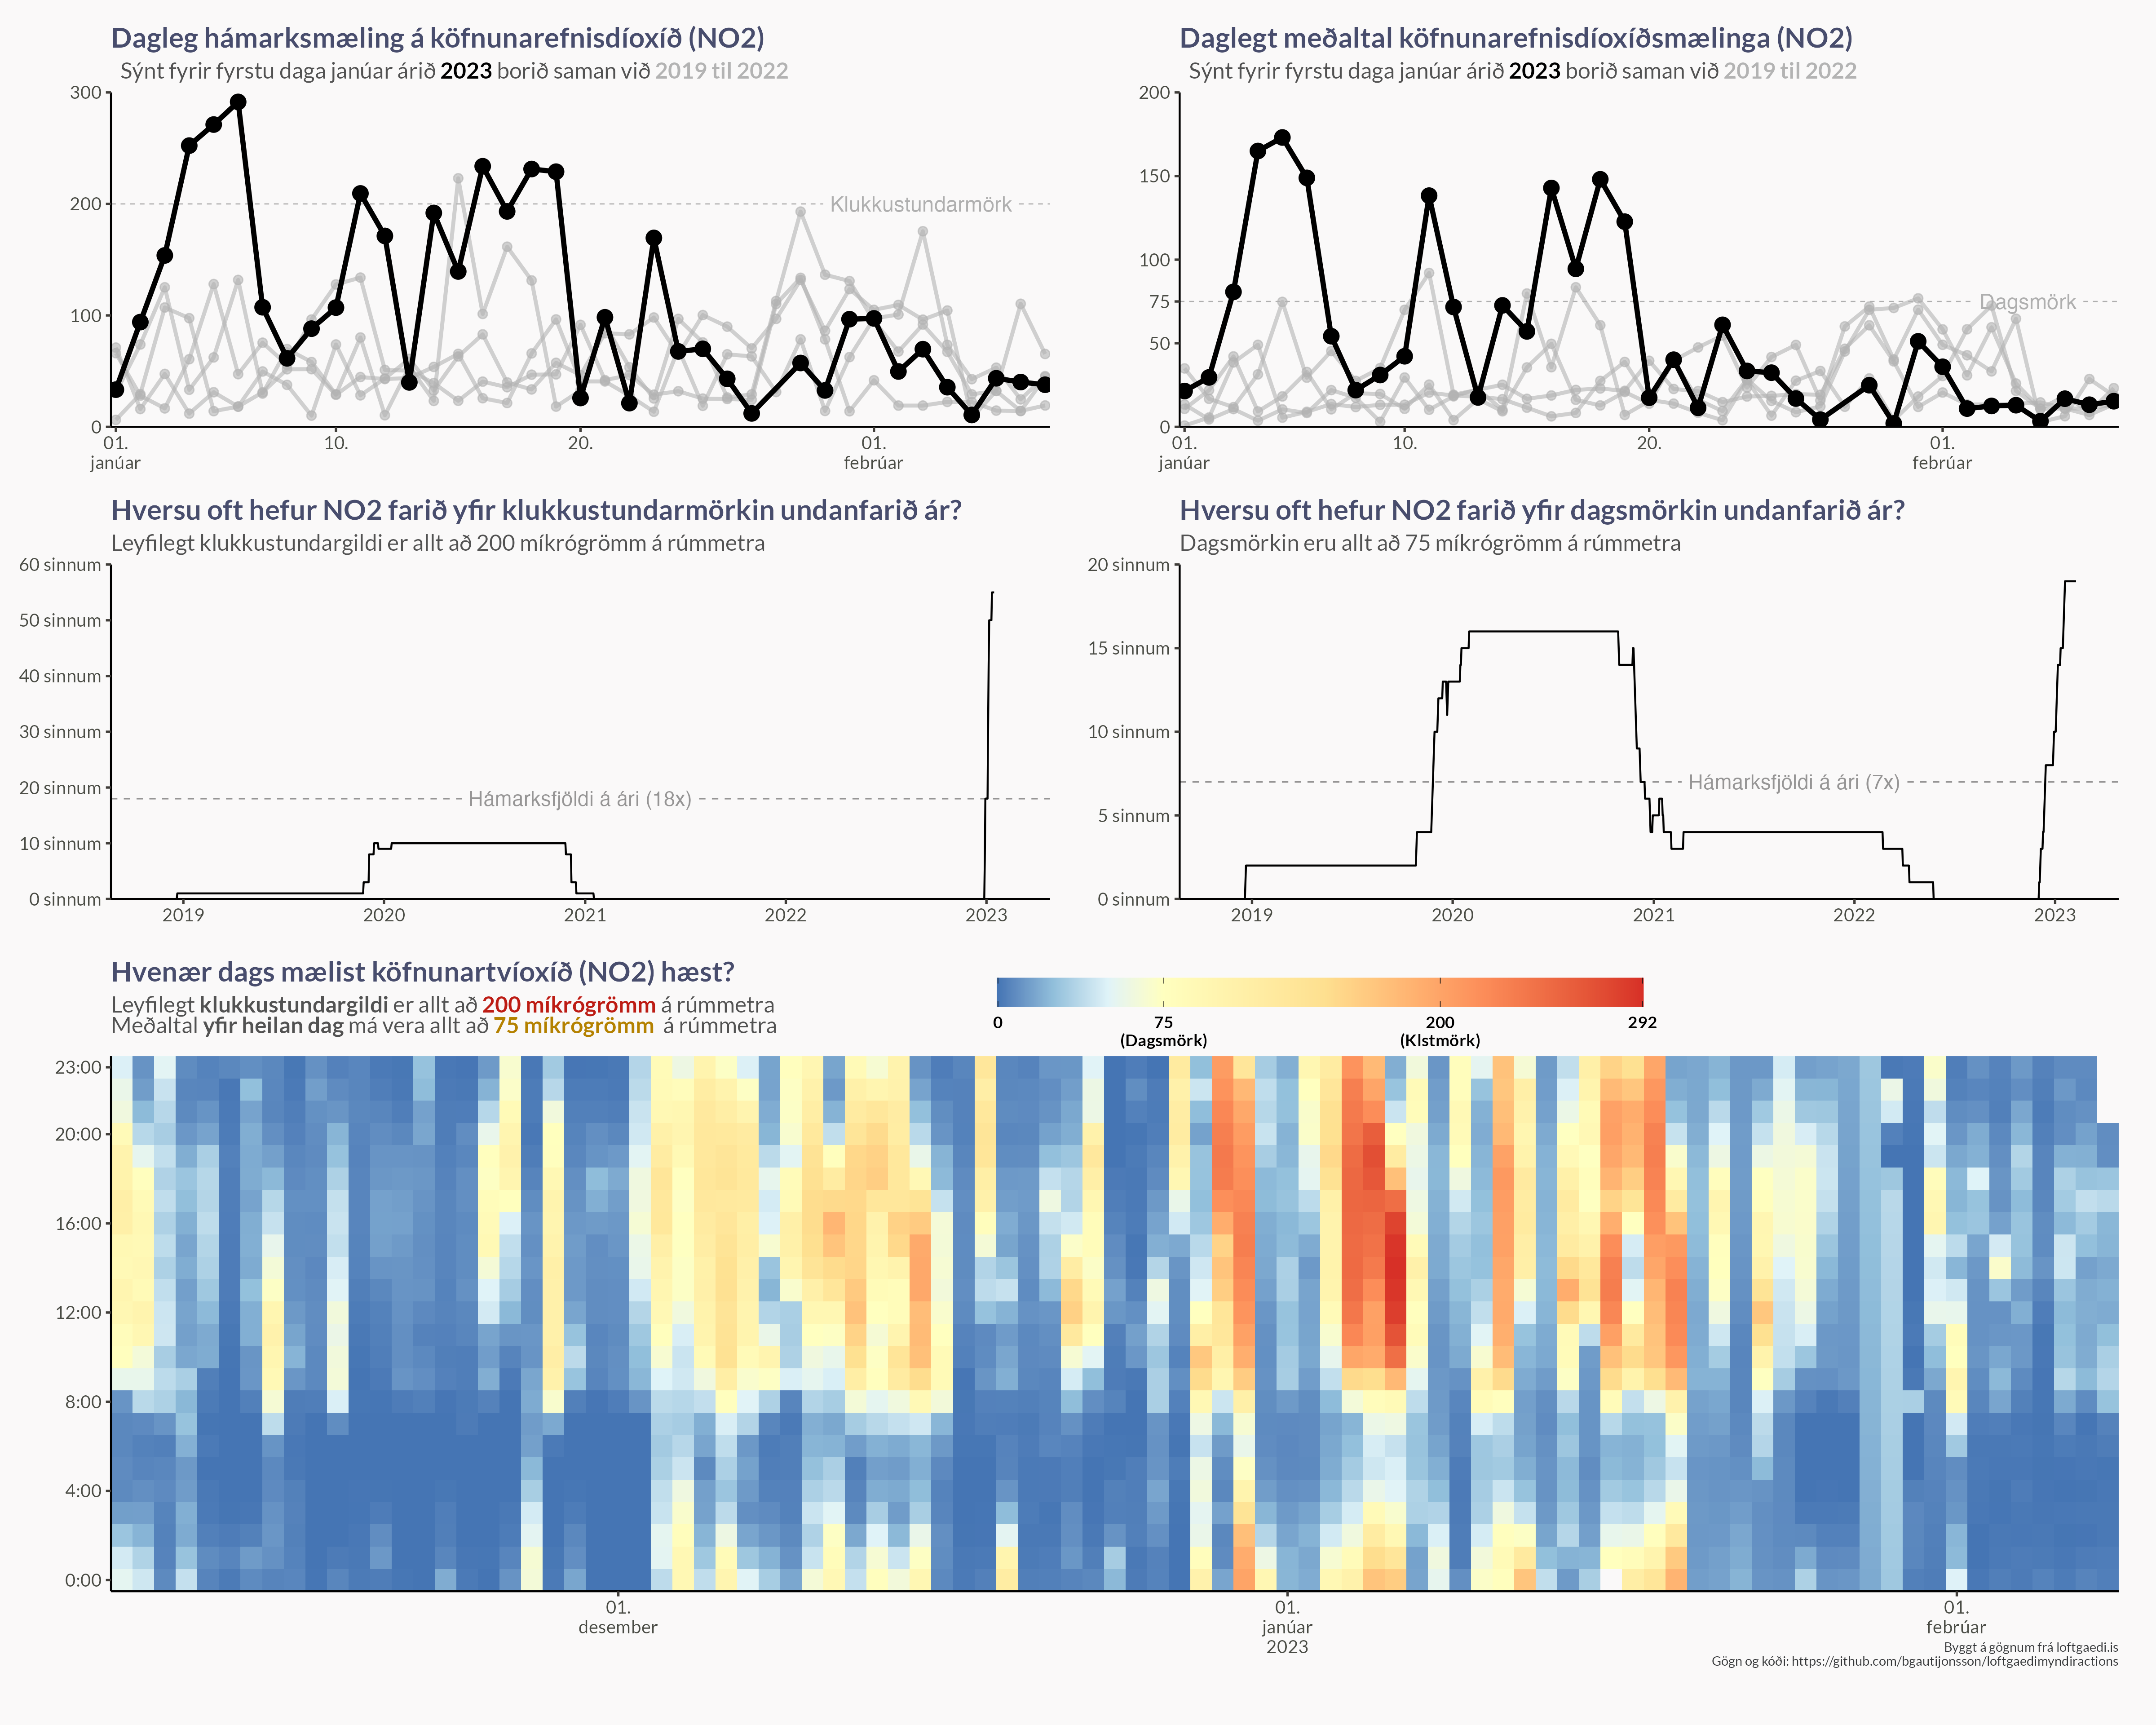 Dagleg hámarksmæling á köfnunarefnisdíoxíð (NO2)
Sýnt fyrir fyrstu daga janúar árið 2023 borið saman við 2019 til 2022
300
200
100
0
Klukkustundarmörk
01.
janúar
10.
20.
01.
febrúar
Daglegt meðaltal köfnunarefnisdíoxíðsmælinga (NO2)
Sýnt fyrir fyrstu daga janúar árið 2023 borið saman við 2019 til 2022
200
150
100
75
50
0
Dagsmörk
01.
janúar
10.
20.
01.
febrúar
Hversu oft hefur NO2 farið yfir klukkustundarmörkin undanfarið ár?
Leyfilegt klukkustundargildi er allt að 200 míkrógrömm á rúmmetra
60 sinnum
50 sinnum
40 sinnum
30 sinnum
20 sinnum
10 sinnum
0 sinnum
Hámarksfjöldi á ári (18x)
2019
2020
2021
2022
2023
Hversu oft hefur NO2 farið yfir dagsmörkin undanfarið ár?
Dagsmörkin eru allt að 75 míkrógrömm á rúmmetra
20 sinnum
15 sinnum
10 sinnum
5 sinnum
0 sinnum
Hámarksfjöldi á ári (7x)
2019
2020
2021
2022
2023
Hvenær dags mælist köfnunartvíoxíð (NO2) hæst?
Leyfilegt klukkustundargildi er allt að 200 míkrógrömm á rúmmetra
Meðaltal yfir heilan dag má vera allt að 75 míkrógrömm á rúmmetra
0
75
(Dagsmörk)
200
(Klstmörk)
292
23:00
20:00
16:00
12:00
8:00
4:00
0:00
01.
desember
01.
janúar
2023
01.
febrúar
Byggt á gögnum frá loftgaedi.is
Gögn og kóði: https://github.com/bgautijonsson/loftgaedimyndiractions